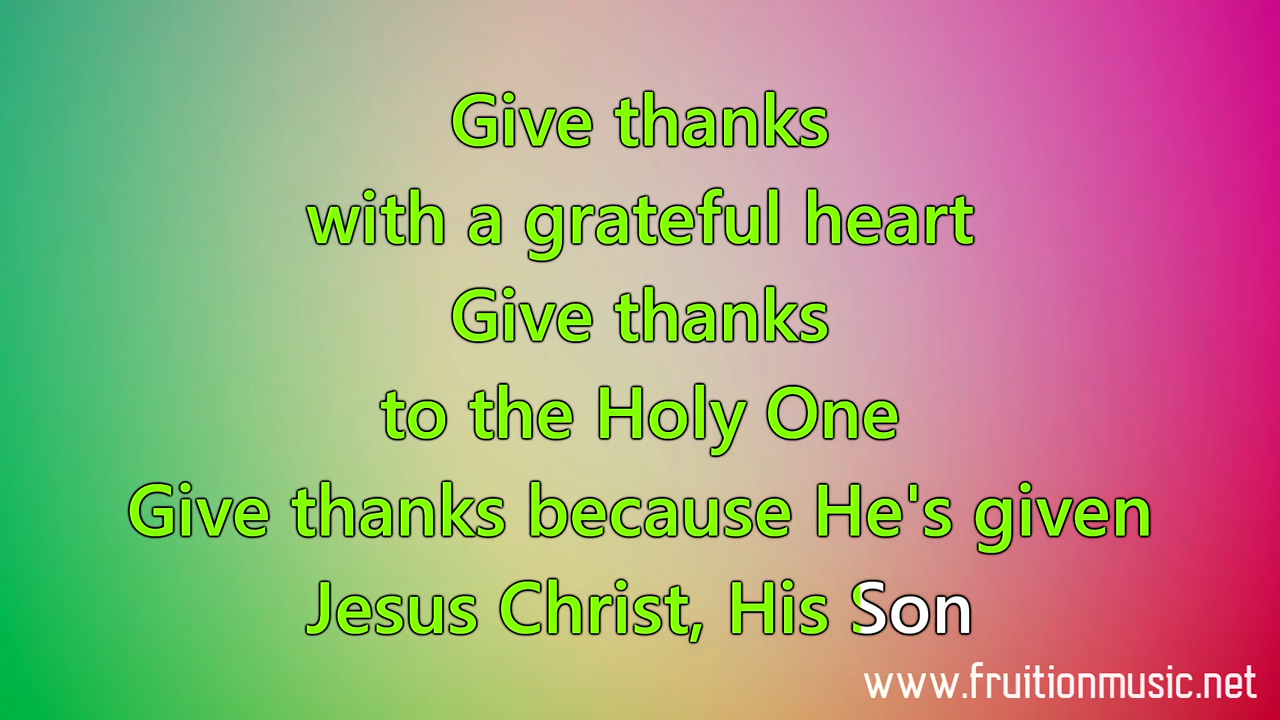 Give thanks
with a grateful heart
Give thanks
to the Holy One
Give thanks because He's given
Jesus Christ, His Son
www.fruitionmusic.net